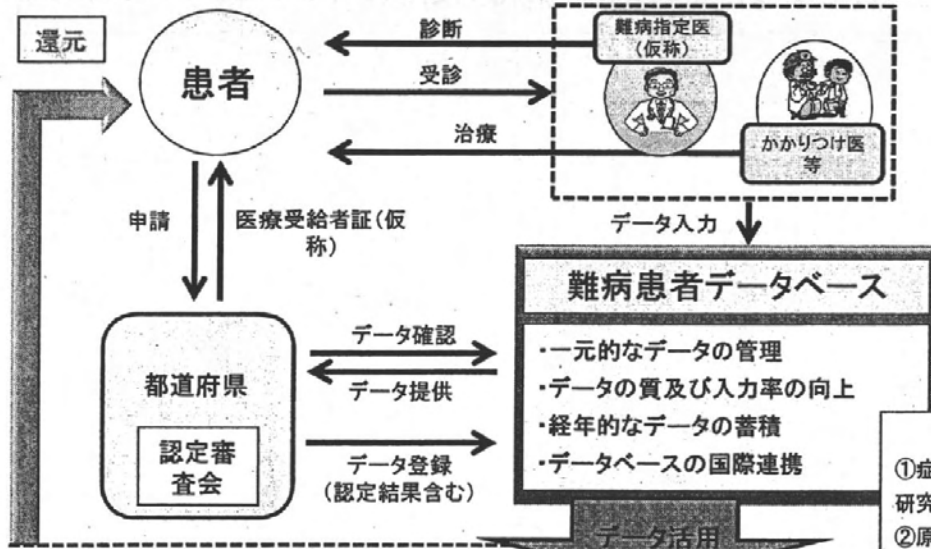 還元
患者
診断
受診
治療
難病指定医
(仮称)
かかりつけ医
等
申請
医療受給者証(仮
称)
データ入力
難病患者データベース
・一元的なデータの管理
・データの質及び入力率の向上
・経年的なデータの蓄積
・データベースの国際連携
都道府県
認定審
査会
データ確認
データ提供
データ登録
(認定結果含む)
データ活用
①症
研究
②原